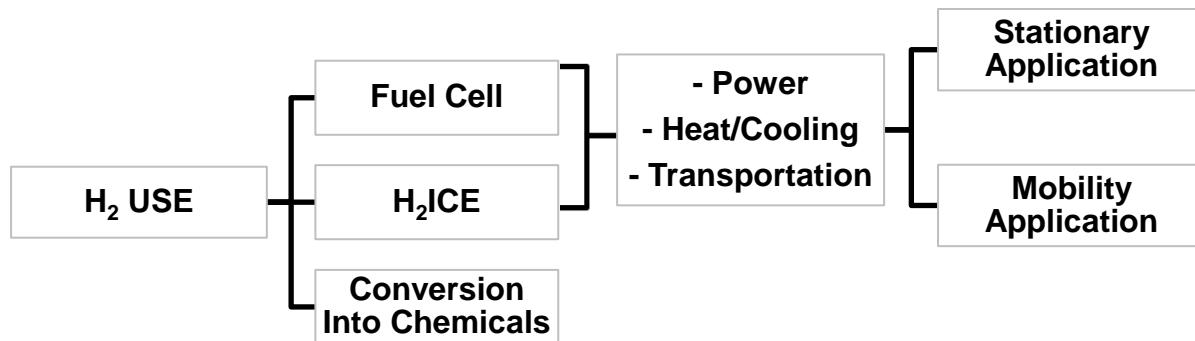 H₂ USE
Fuel Cell
H₂ICE
Conversion
Into Chemicals
- Power
- Heat/Cooling
- Transportation
Stationary
Application
Mobility
Application